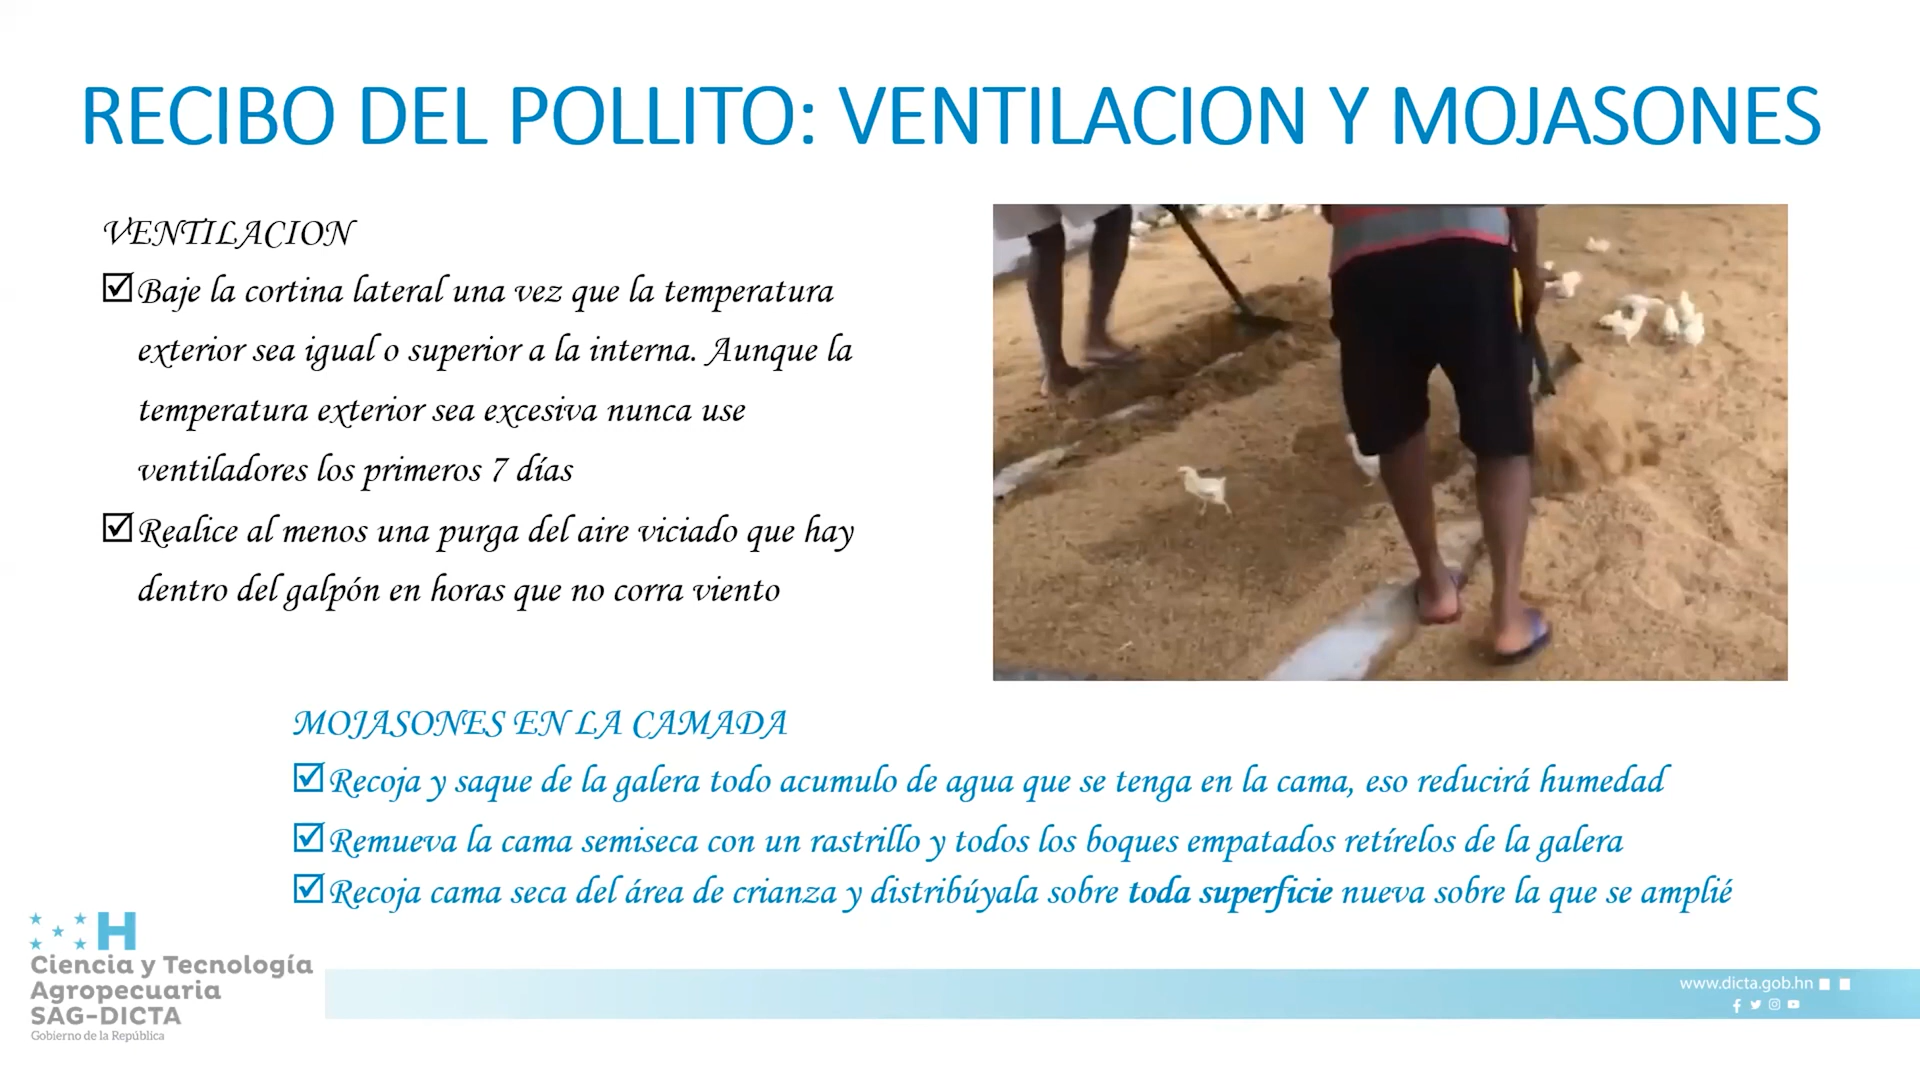 RECIBO DEL POLLITO: VENTILACION Y MOJASONES
VENTILACION
Baje la cortina lateral una vez que la temperatura
exterior sea igual o superior a la interna. Aunque la
temperatura exterior sea excesiva nunca use
ventiladores los primeros 7 días
Realice al menos una purga del aire viciado que hay
dentro del galpón en horas que no corra viento
MOJASONES EN LA CAMADA
Recoja y saque de la galera todo acumulo de agua que se tenga en la cama, eso reducirá humedad
Remueva la cama semiseca con un rastrillo y todos los boques empatados retírelos de la galera
Recoja cama seca del área de crianza y distribúyala sobre toda superficie nueva sobre la que se amplié
H
Ciencia y Tecnología
Agropecuaria
SAG-DICTA
Gobierno de la República
www.dicta.gob.hn